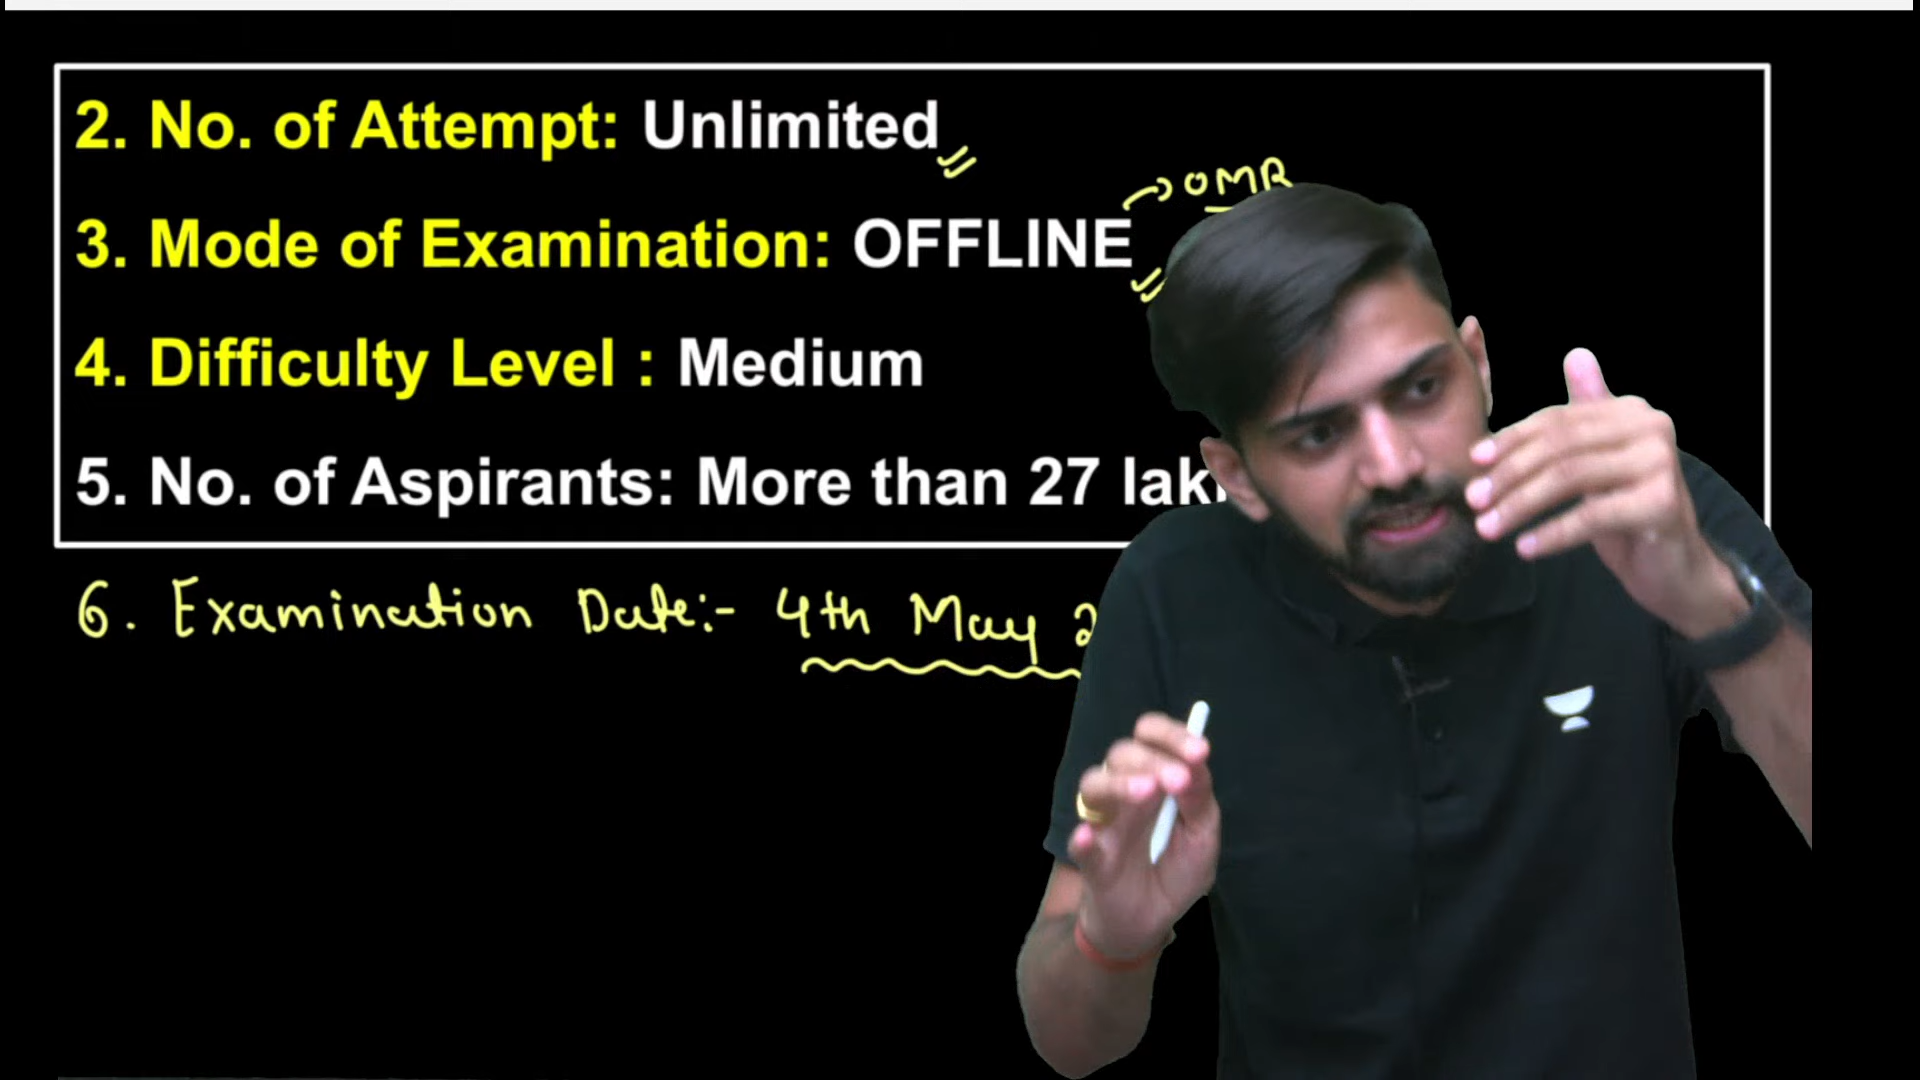 2. No. of Attempt: Unlimited
OMR
3. Mode of Examination: OFFLINE
4. Difficulty Level : Medium
5. No. of Aspirants: More than 27
6. Examination Date:- 4th May